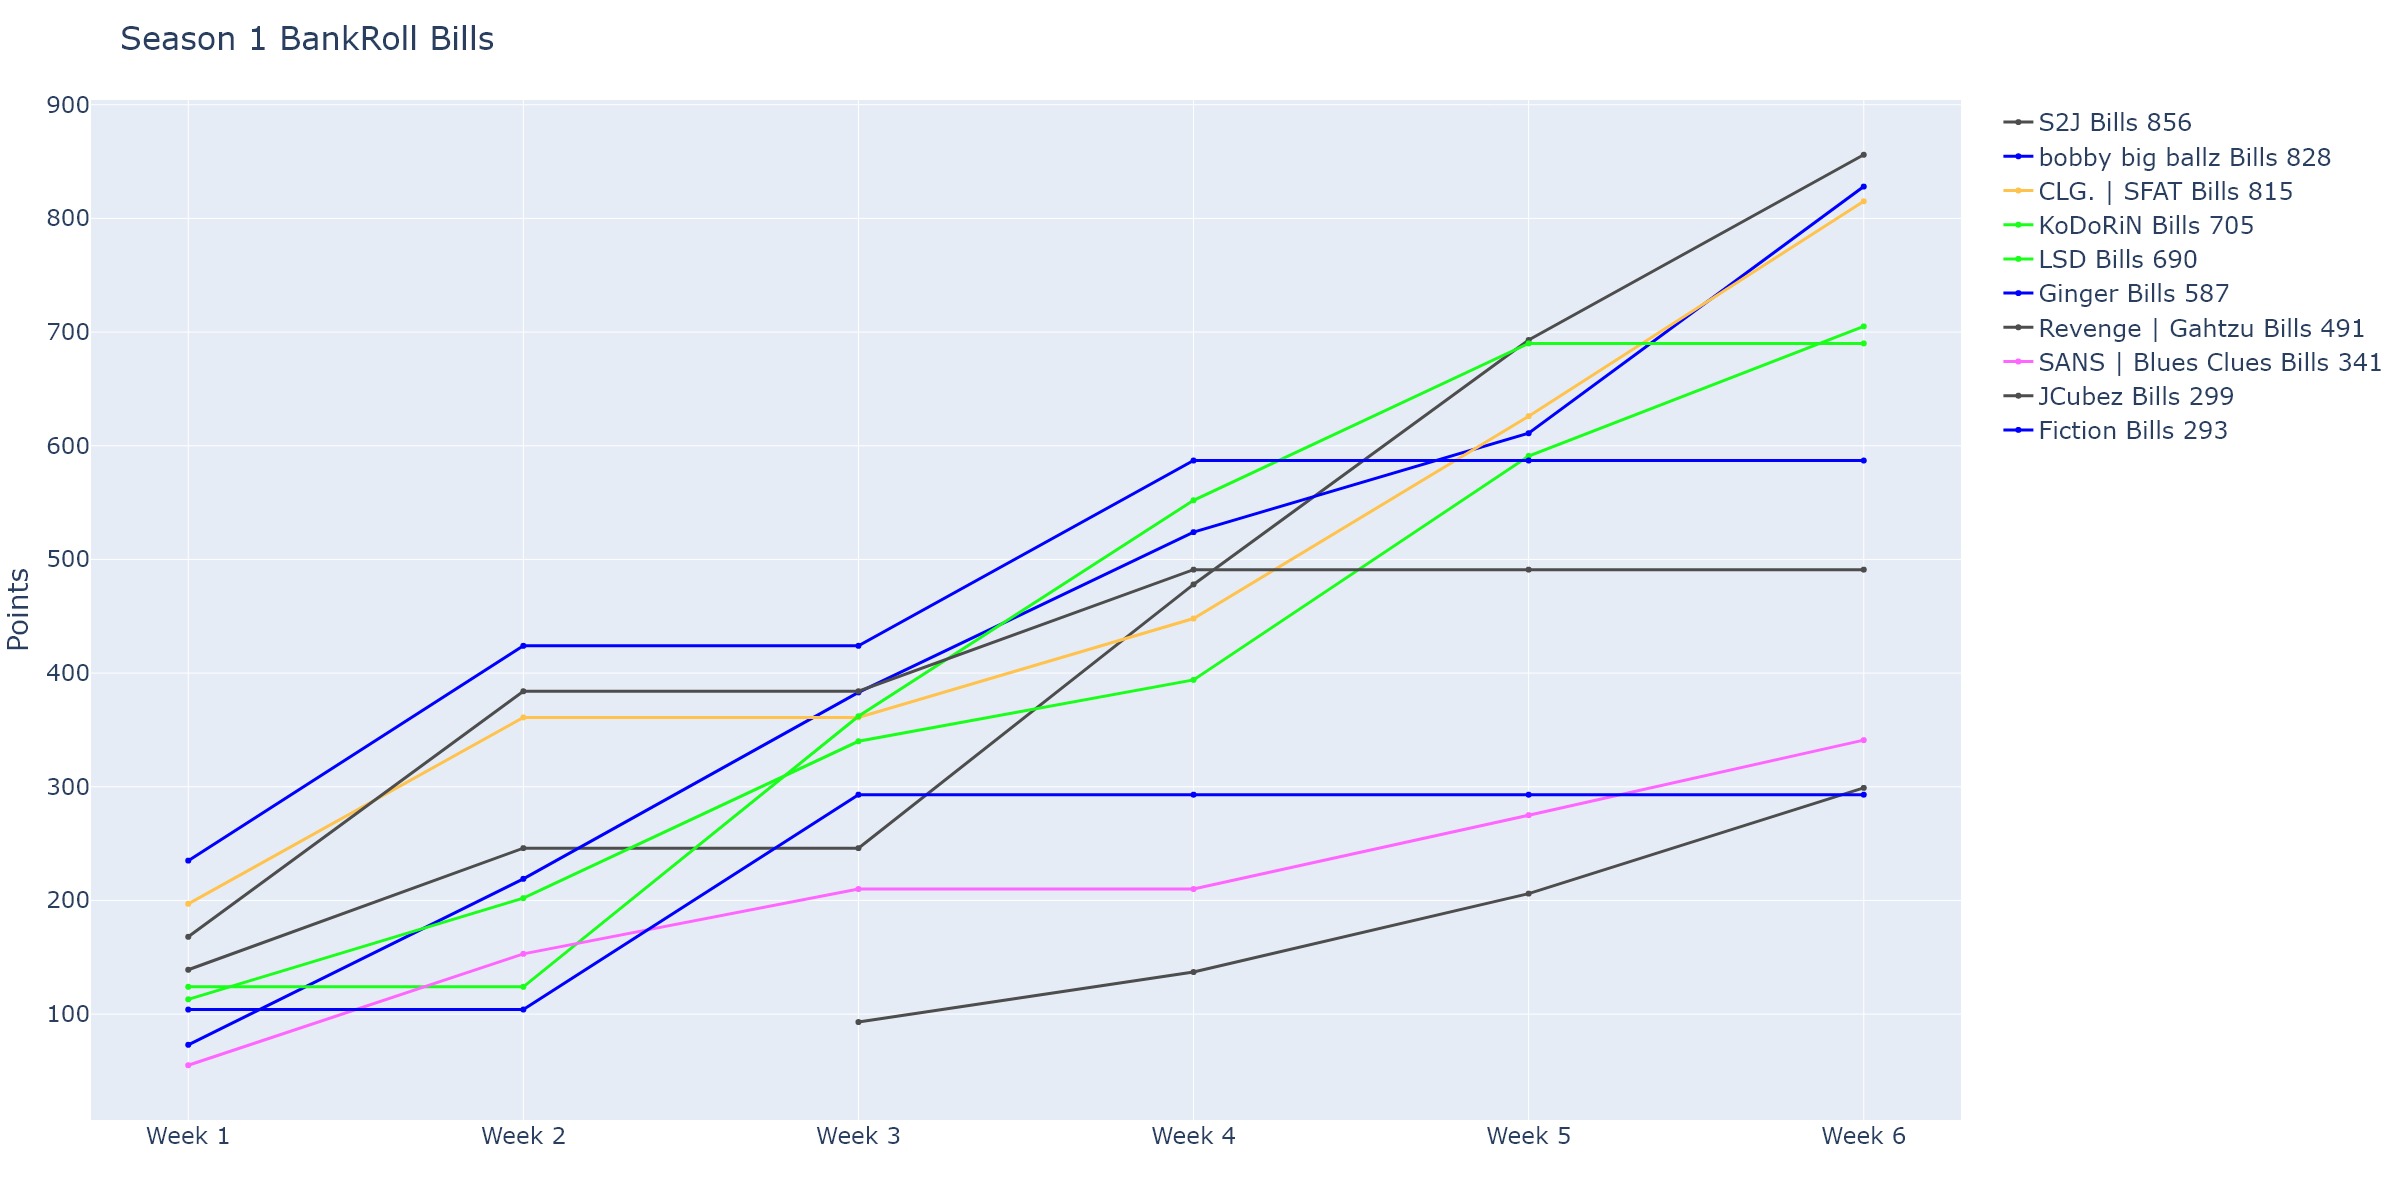 Season 1 BankRoll Bills
900
800
700
600
500
400
300
200
100
Points
Week 1
Week 2
Week 3
Week 4
Week 5
Week 6
S2J Bills 856
bobby big ballz Bills 828
CLG. | SFAT Bills 815
KoDoRiN Bills 705
LSD Bills 690
Ginger Bills 587
Revenge | Gahtzu Bills 491
SANS | Blues Clues Bills 341
JCubez Bills 299
Fiction Bills 293